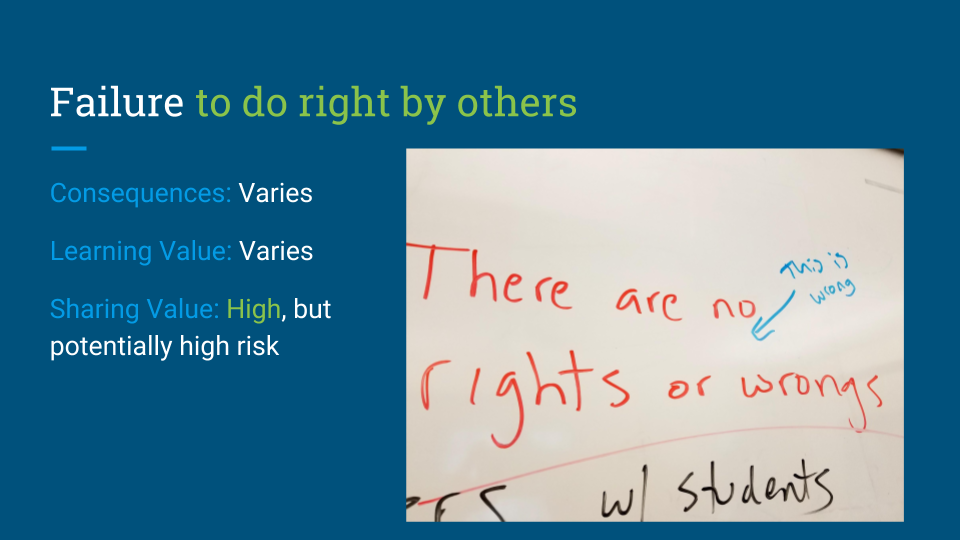 Failure to do right by others
Consequences: Varies
Learning Value: Varies
Sharing Value: High, but
potentially high risk
There are no
This is
wrong
rights or wrongs
w/ students